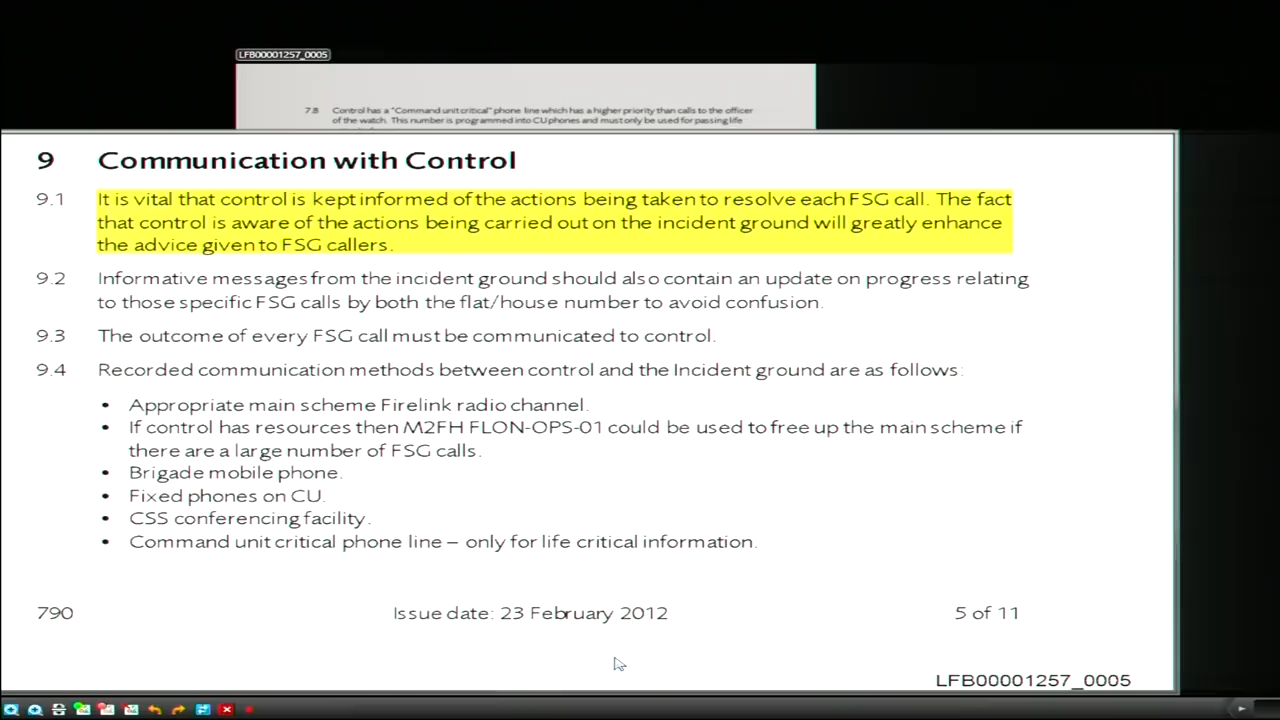 LFB00001257_0005
7.8 Control has a "Command unit critical" phone line which has a higher priority than calls to the officer
of the watch. This number is programmed into CU phones and must only be used for passing life
9 Communication with Control
9.1 It is vital that control is kept informed of the actions being taken to resolve each FSG call. The fact
that control is aware of the actions being carried out on the incident ground will greatly enhance
the advice given to FSG callers.
9.2 Informative messages from the incident ground should also contain an update on progress relating
to those specific FSG calls by both the flat/house number to avoid confusion.
9.3 The outcome of every FSG call must be communicated to control.
9.4 Recorded communication methods between control and the Incident ground are as follows:
• Appropriate main scheme Firelink radio channel.
• If control has resources then M2FH FLON-OPS-01 could be used to free up the main scheme if
there are a large number of FSG calls.
• Brigade mobile phone.
• Fixed phones on CU.
• CSS conferencing facility.
• Command unit critical phone line – only for life critical information.
790 Issue date: 23 February 2012 5 of 11
LFB00001257_0005